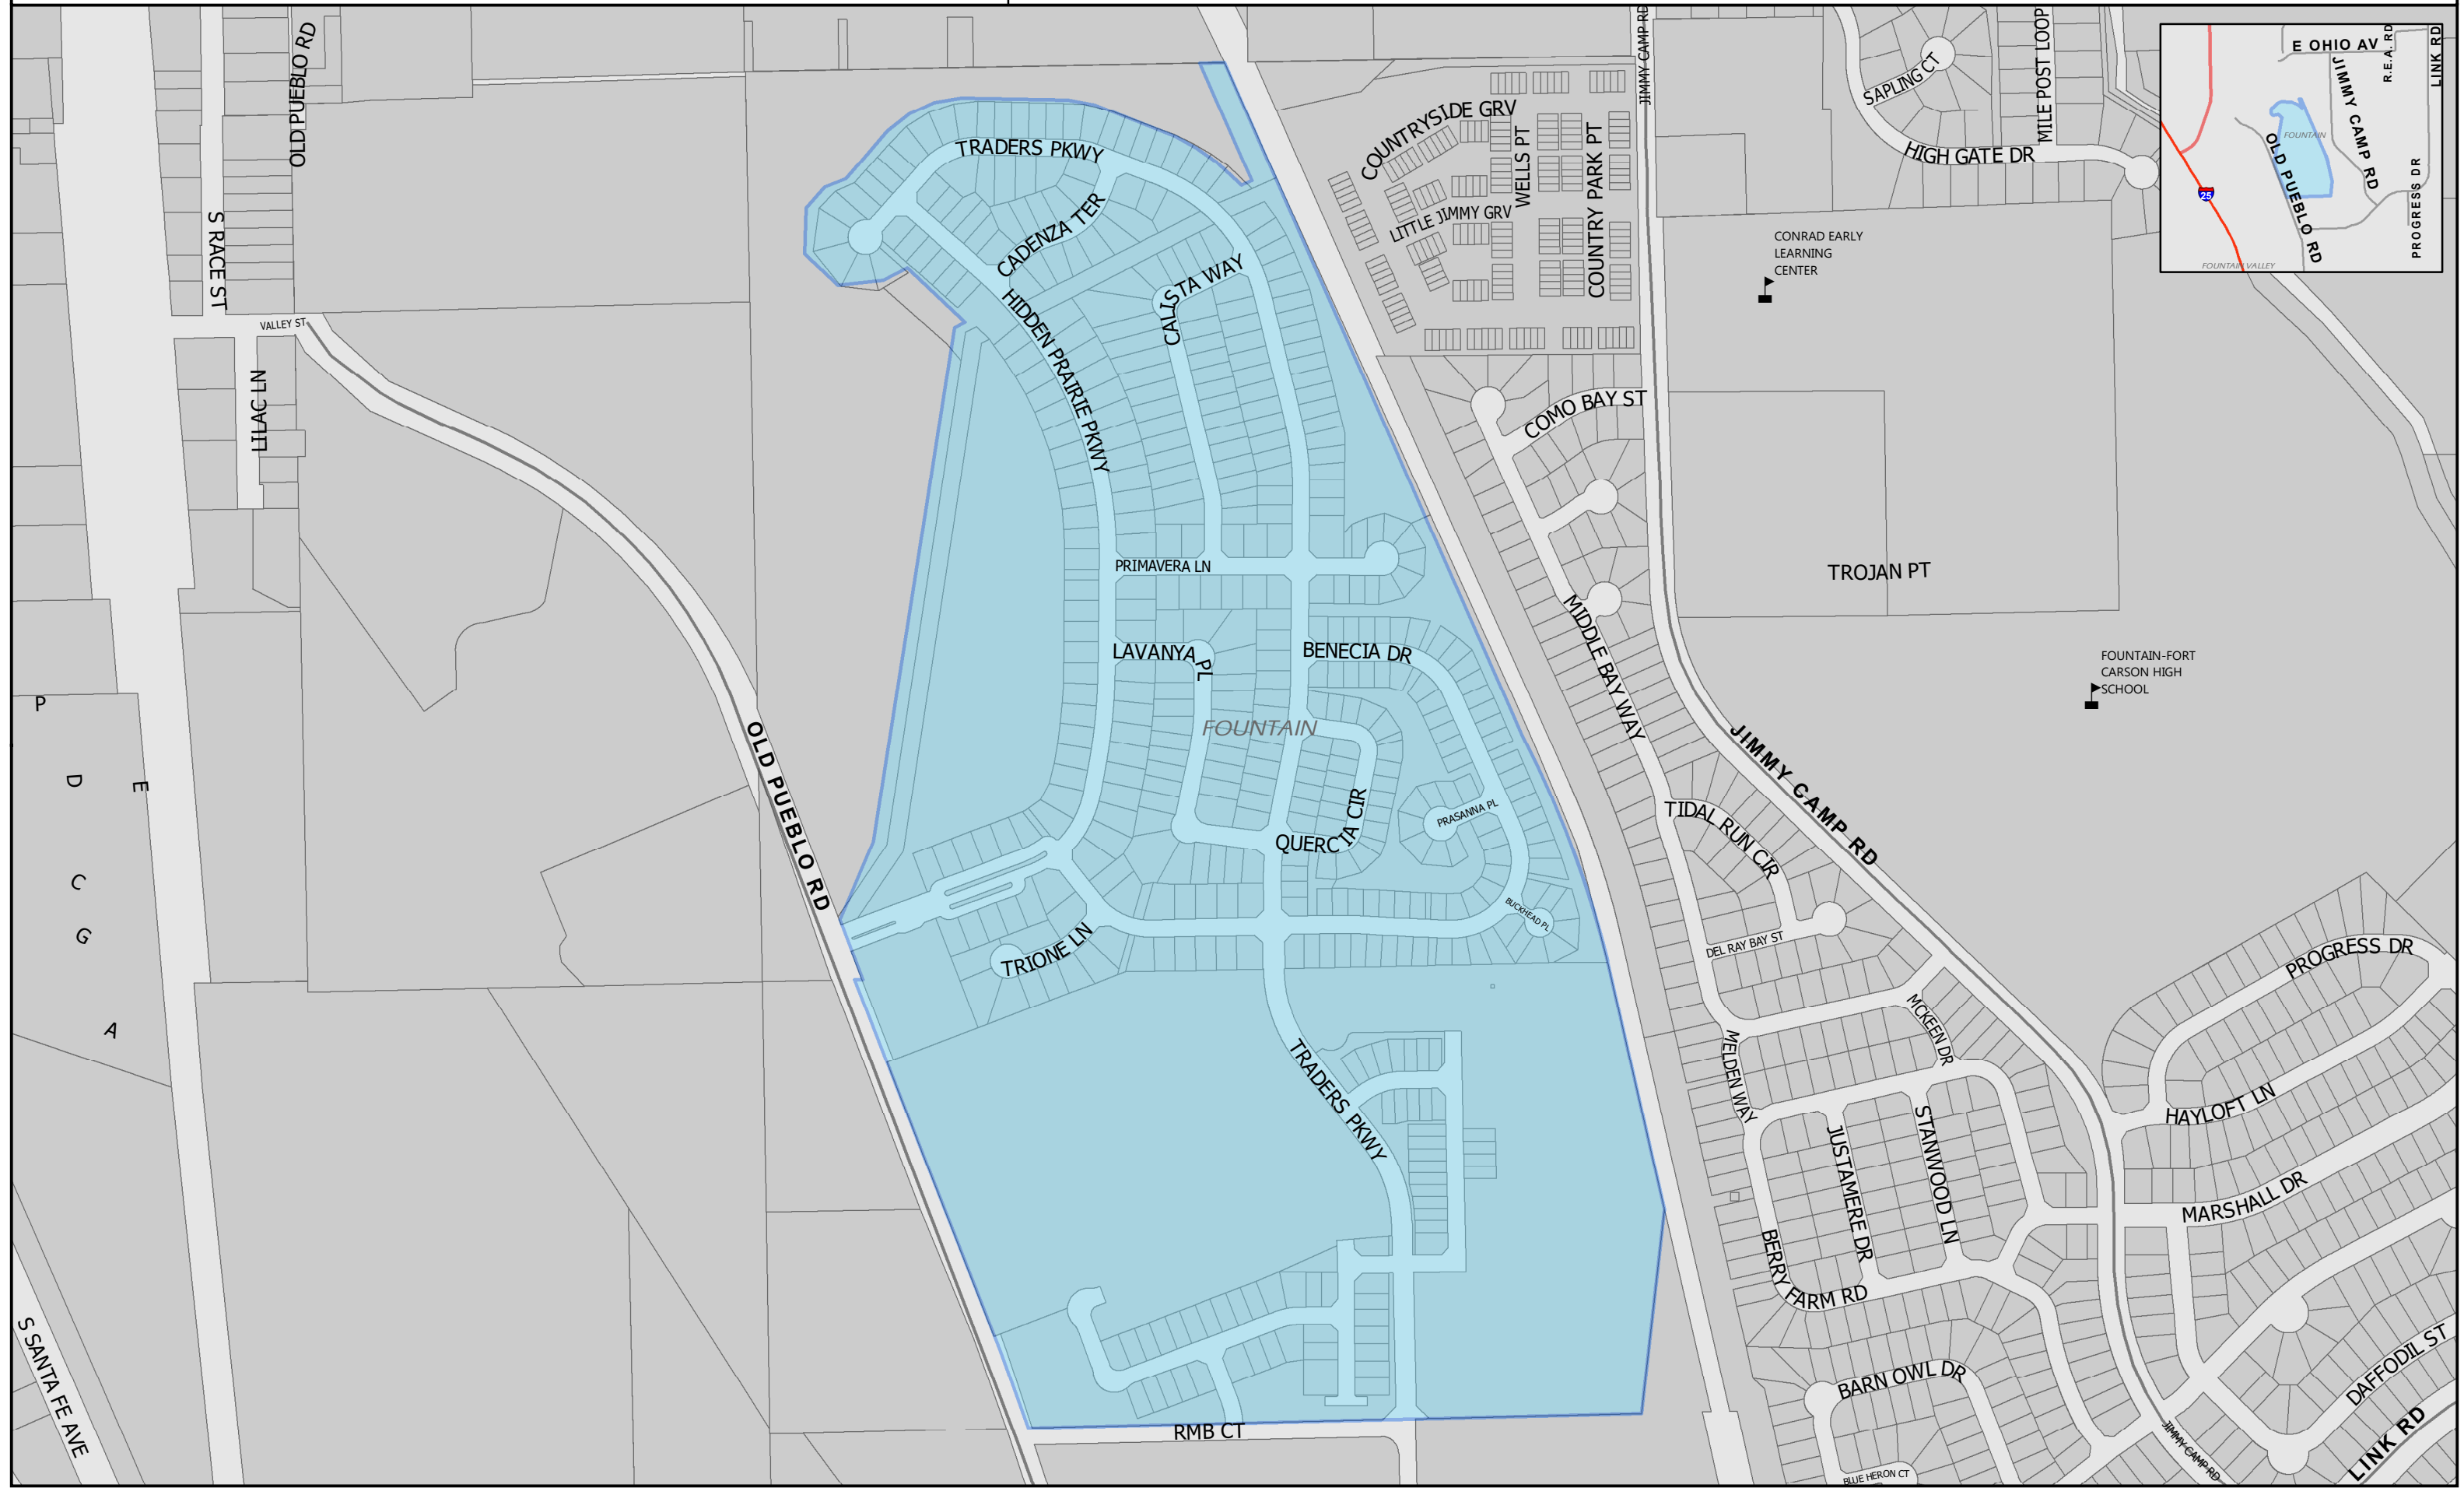 OLD PUEBLO RD
S RACE ST
VALLEY ST
LILAC LN
TRADERS PKWY
CADENZA TER
HIDDEN PRAIRIE PKWY
CALISTA WAY
COUNTRYSIDE GRV
WELLS PT
COUNTRY PARK PT
LITTLE JIMMY GRV
JIMMY CAMP RD
SAPLING CT
MILE POST LOOP
HIGH GATE DR
CONRAD EARLY
LEARNING
CENTER
E OHIO AV
R.E.A. RD
LINK RD
JIMMY CAMP RD
FOUNTAIN
OLD PUEBLO RD
PROGRESS DR
25
FOUNTAIN VALLEY
COMO BAY ST
PRIMAVERA LN
TROJAN PT
MIDDLE BAY WAY
LAVANYA PL
BENECIA DR
FOUNTAIN
FOUNTAIN-FORT
CARSON HIGH
SCHOOL
P
D
E
C
G
A
OLD PUEBLO RD
JIMMY CAMP RD
QUERCIA CIR
PRASANNA PL
TIDAL RUN CIR
BUCKHEAD PL
TRIONE LN
DEL RAY BAY ST
PROGRESS DR
MCKEEN DR
MELDEN WAY
TRADERS PKWY
HAYLOFT LN
JUSTAMERE DR
STANWOOD LN
MARSHALL DR
BERRY FARM RD
S SANTA FE AVE
BARN OWL DR
DAFFODIL ST
RMB CT
JIMMY CAMP RD
LINK RD
BLUE HERON CT